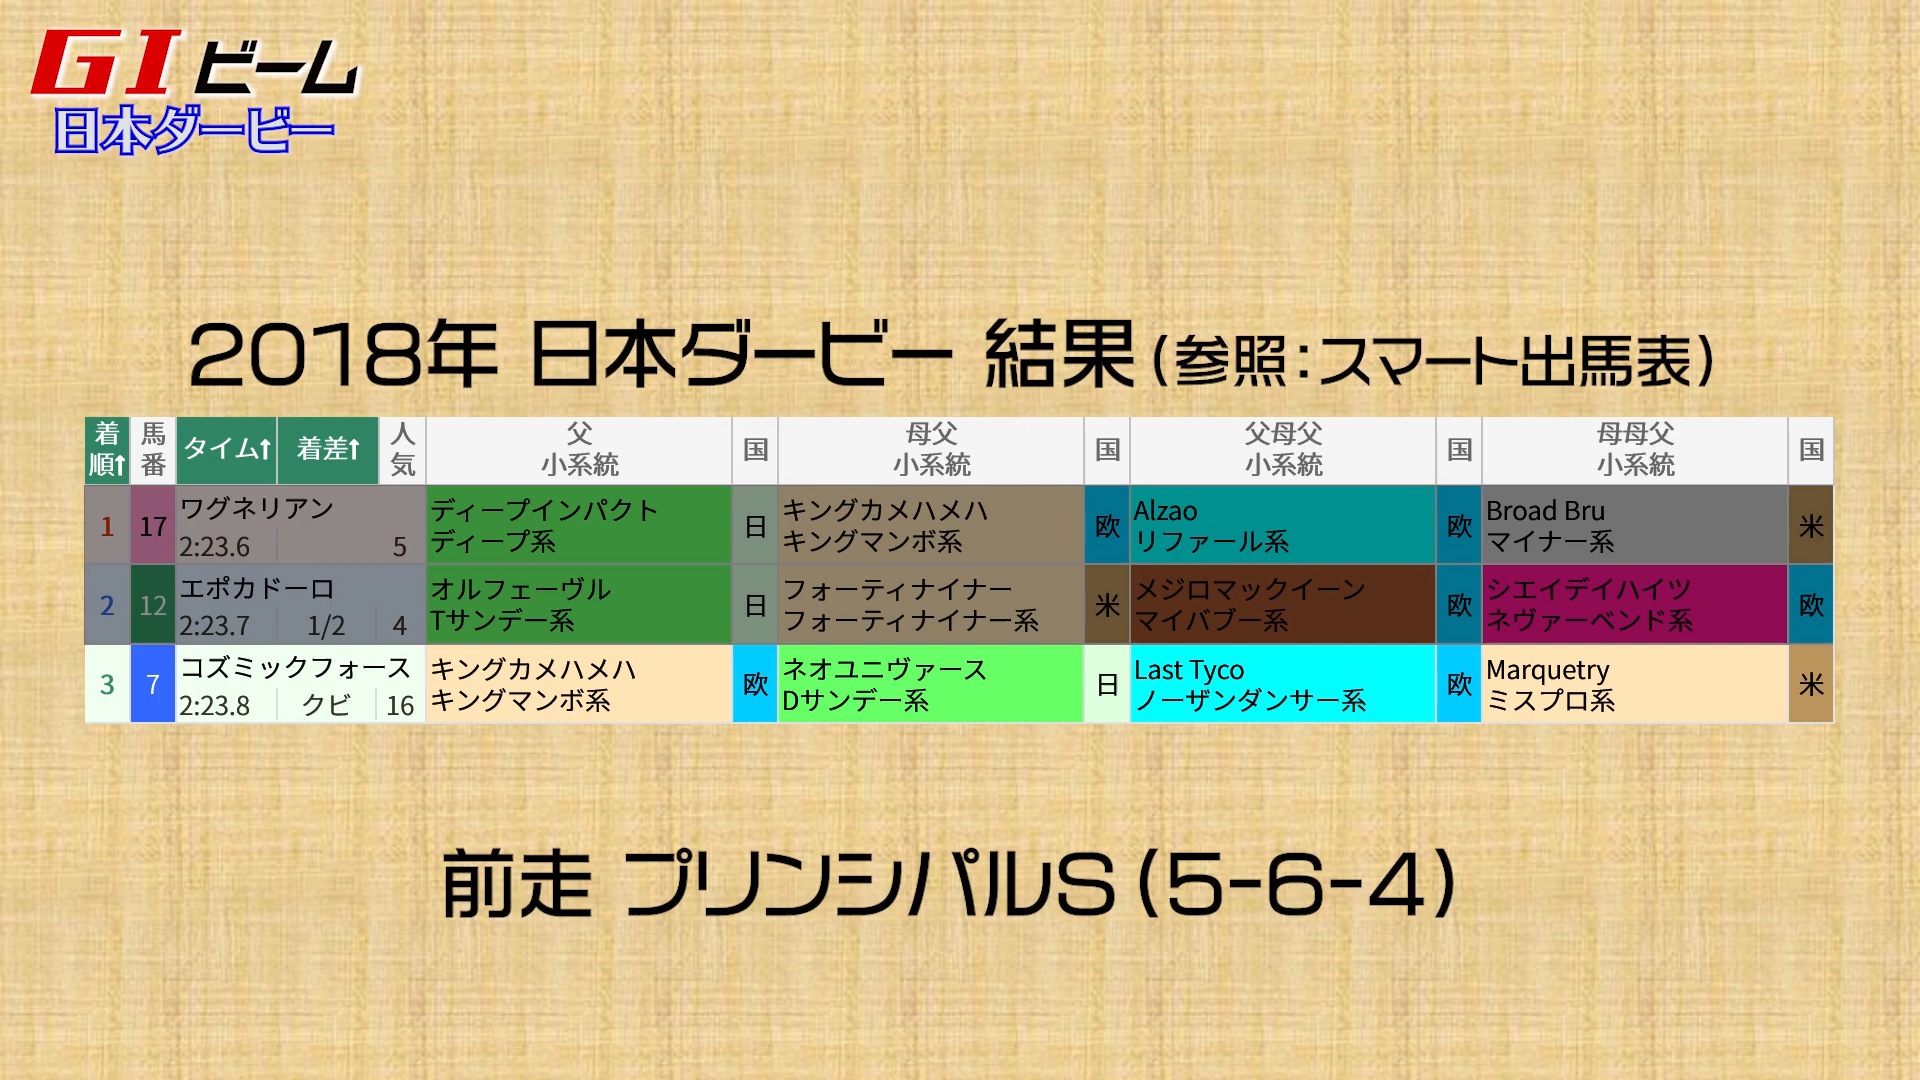 GIビーム
日本ダービー
2018年 日本ダービー 結果(参照:スマート出馬表)
着順↑ 馬番 タイム↑ 着差↑ 人気 父 小系統 国 母父 小系統 国 父母父 小系統 国 母母父 小系統 国
1 17 ワグネリアン ディープインパクト 日 キングカメハメハ 欧 Alzao 欧 Broad Bru 米
2:23.6 5 ディープ系 キングマンボ系 リファール系 マイナー系
2 12 エポカドーロ オルフェーヴル 日 フォーティナイナー 米 メジロマックイーン 欧 シエイデイハイツ 欧
2:23.7 1/2 4 Tサンデー系 フォーティナイナー系 マイバブー系 ネヴァーベンド系
3 7 コズミックフォース キングカメハメハ 欧 ネオユニヴァース 日 Last Tyco 欧 Marquetry 米
2:23.8 クビ 16 キングマンボ系 Dサンデー系 ノーザンダンサー系 ミスプロ系
前走 プリンシパルS(5-6-4)